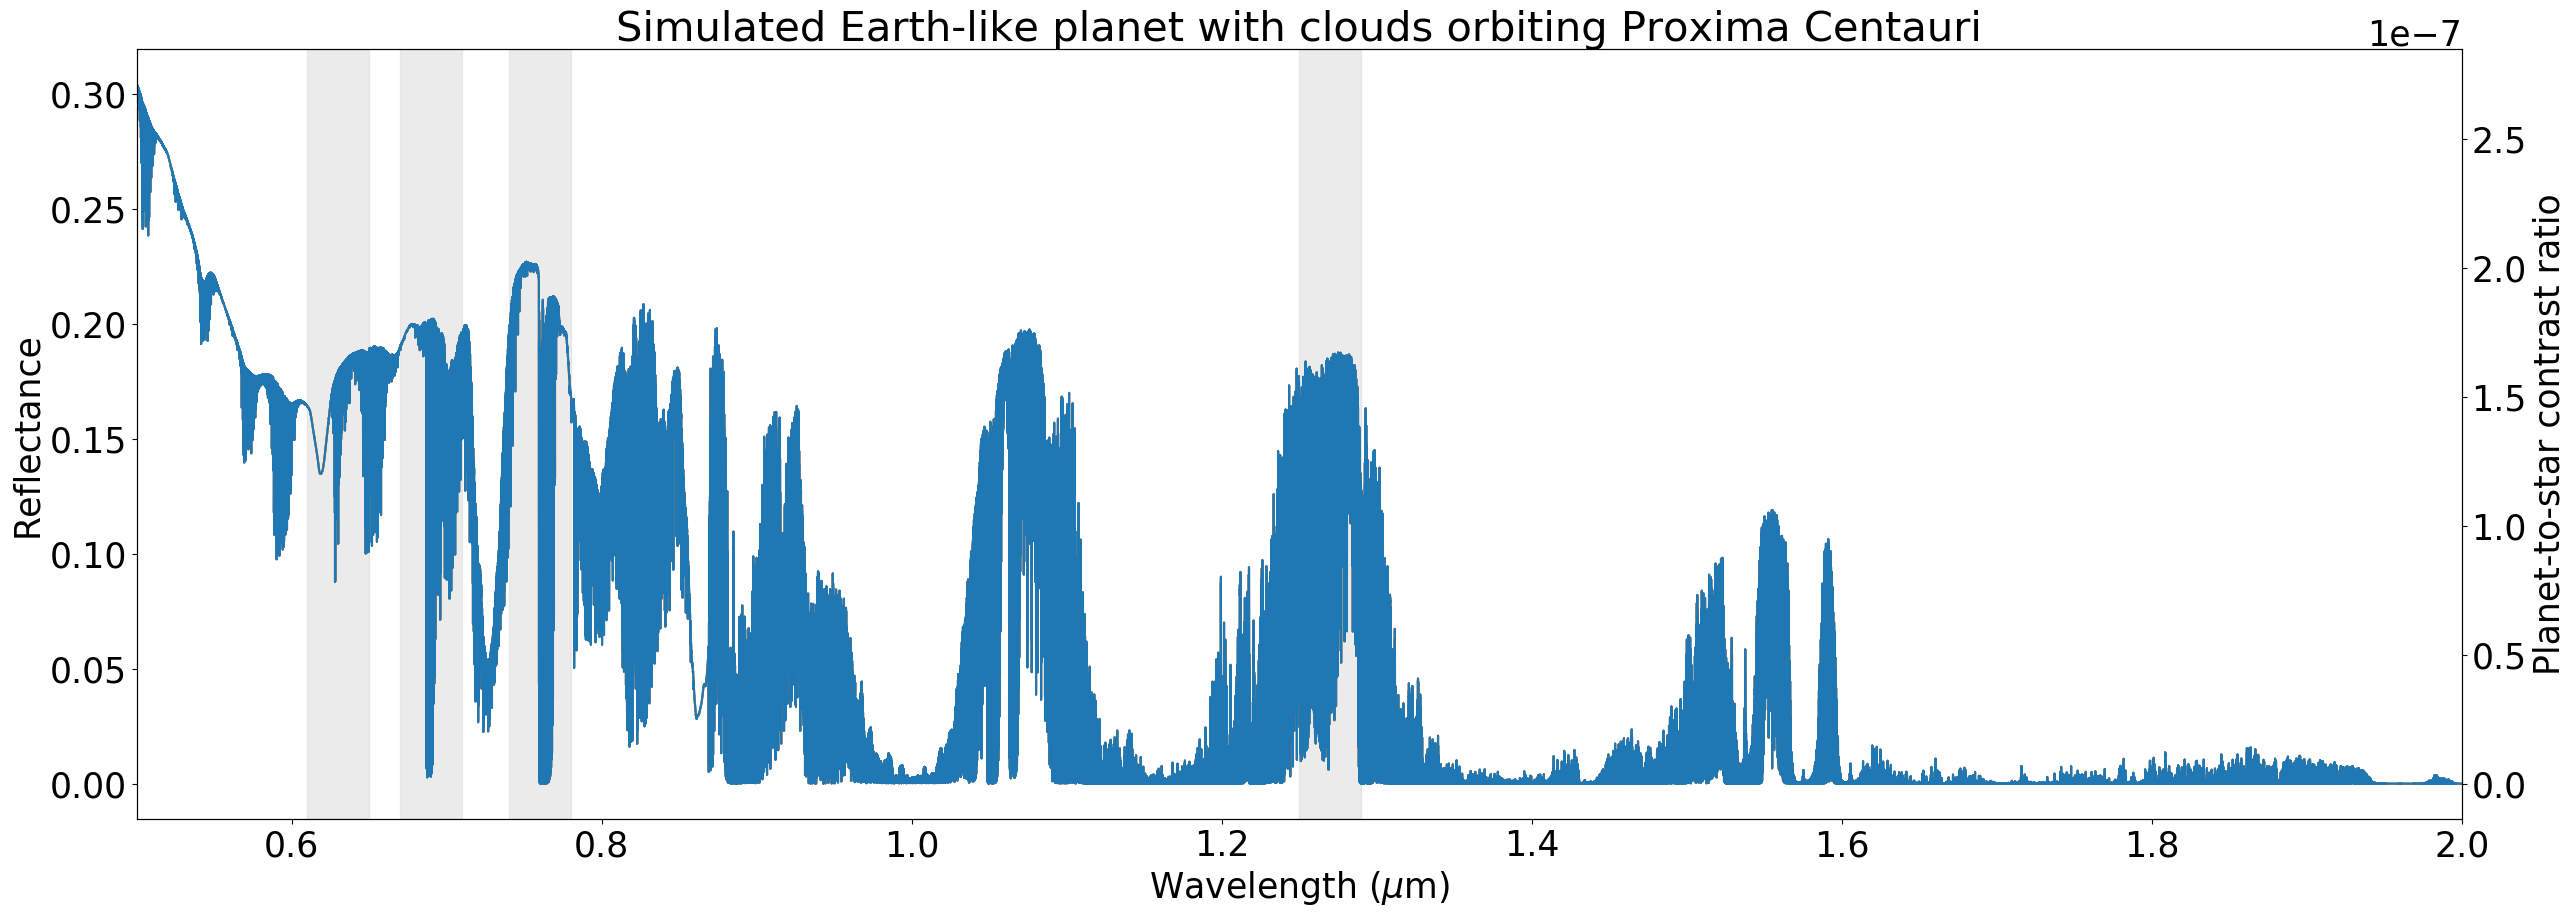 Simulated Earth-like planet with clouds orbiting Proxima Centauri
1e−7
0.30
0.25
0.20
0.15
0.10
0.05
0.00
Reflectance
2.5
2.0
1.5
1.0
0.5
0.0
Planet-to-star contrast ratio
0.6 0.8 1.0 1.2 1.4 1.6 1.8 2.0
Wavelength (μm)